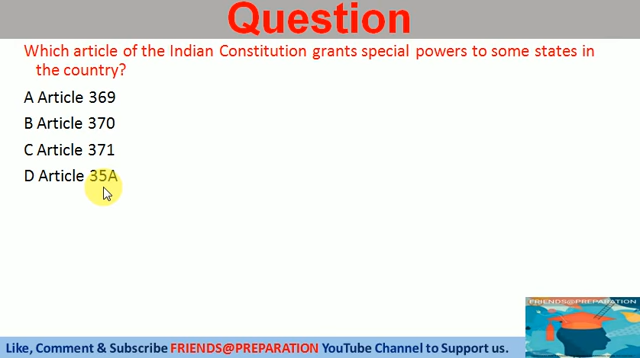 Question
Which article of the Indian Constitution grants special powers to some states in
the country?
A Article 369
B Article 370
C Article 371
D Article 35A
FRIENDS@PREPARATION
Like, Comment & Subscribe FRIENDS@PREPARATION YouTube Channel to Support us.